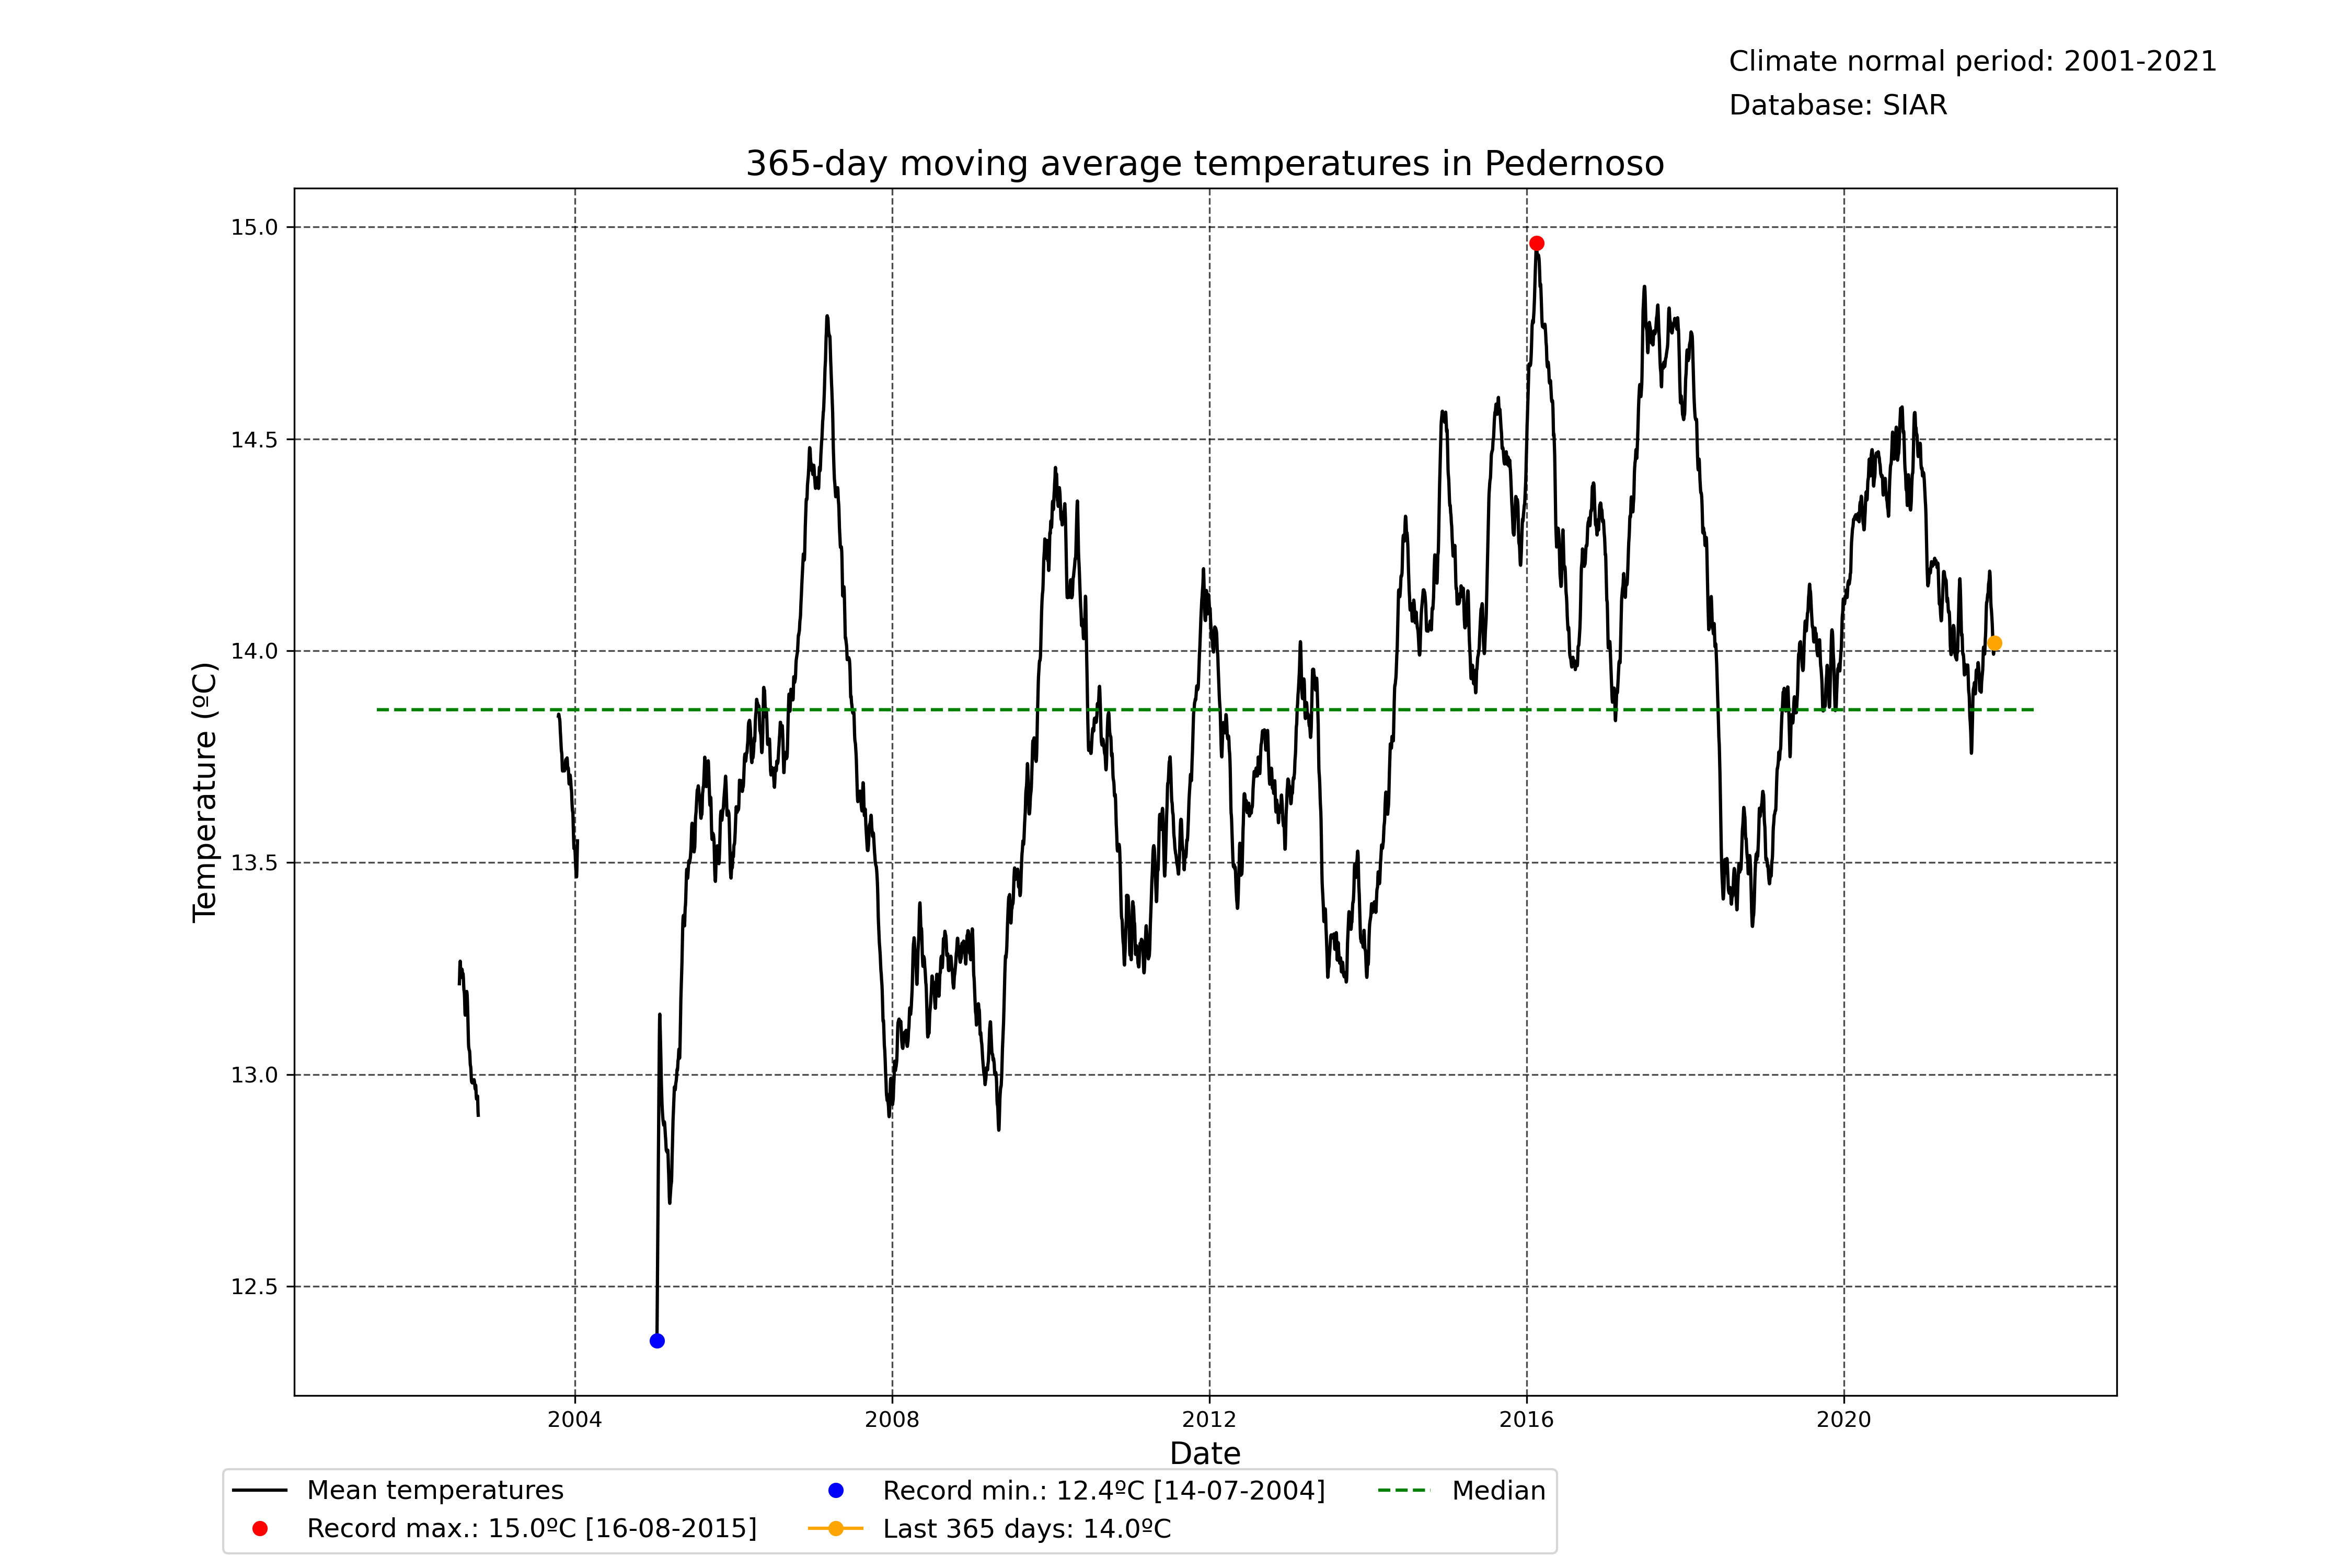 Climate normal period: 2001-2021
Database: SIAR
365-day moving average temperatures in Pedernoso
15.0
14.5
14.0
13.5
13.0
12.5
Temperature (ºC)
2004 2008 2012 2016 2020
Date
Mean temperatures
Record max.: 15.0ºC [16-08-2015]
Record min.: 12.4ºC [14-07-2004]
Last 365 days: 14.0ºC
Median